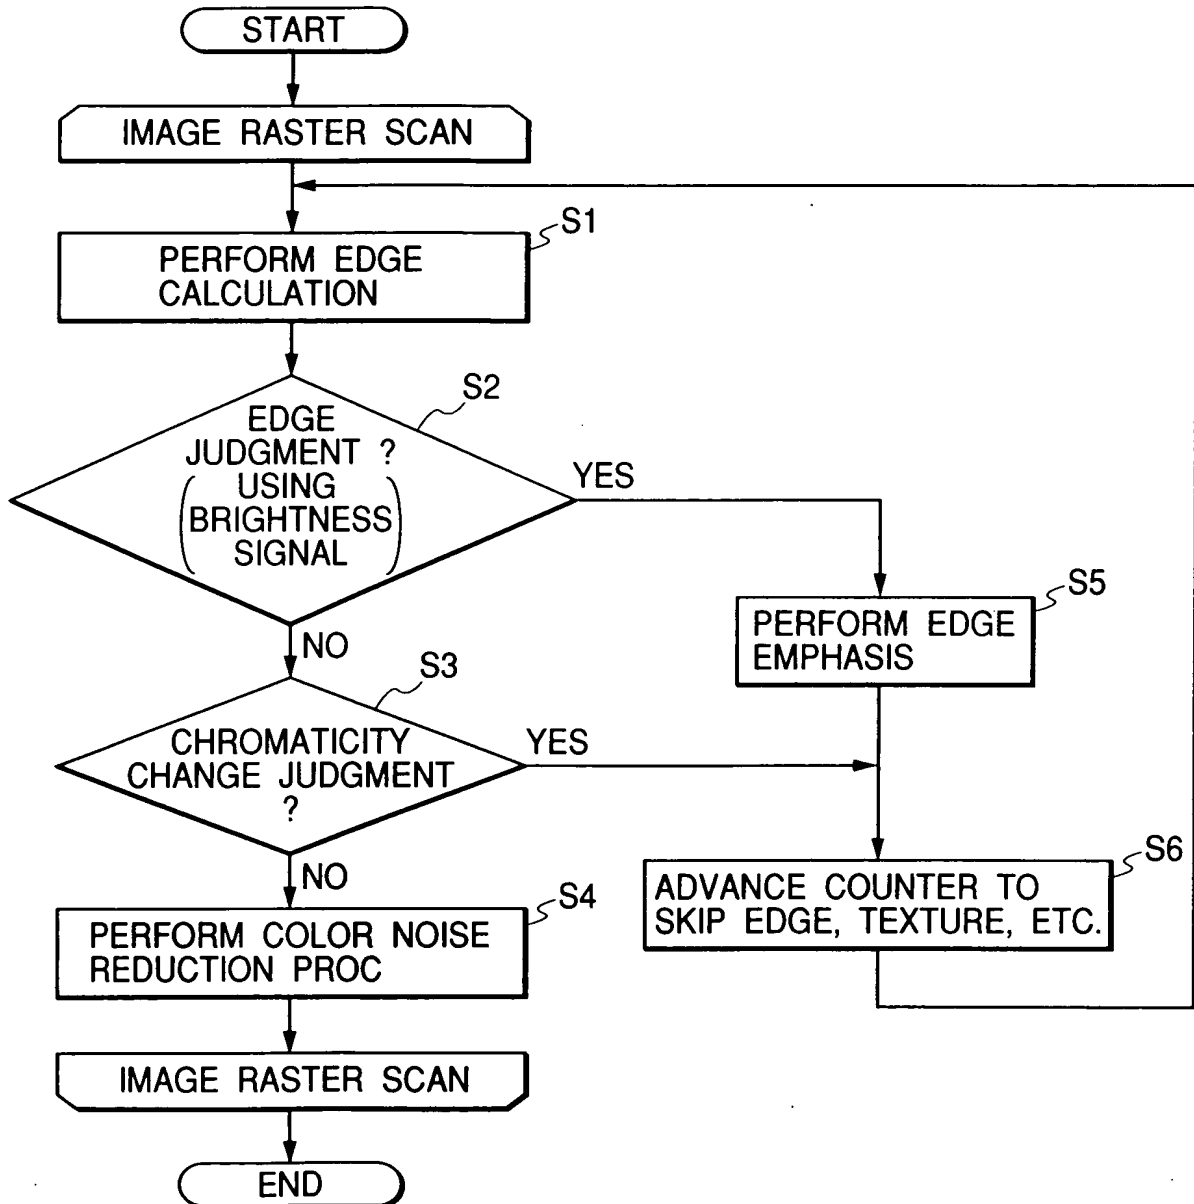 START
IMAGE RASTER SCAN
S1
PERFORM EDGE
CALCULATION
S2
EDGE
JUDGMENT ?
USING
BRIGHTNESS
SIGNAL
YES
NO
S5
PERFORM EDGE
EMPHASIS
S3
CHROMATICITY
CHANGE JUDGMENT
?
YES
NO
S6
ADVANCE COUNTER TO
SKIP EDGE, TEXTURE, ETC.
S4
PERFORM COLOR NOISE
REDUCTION PROC
IMAGE RASTER SCAN
END